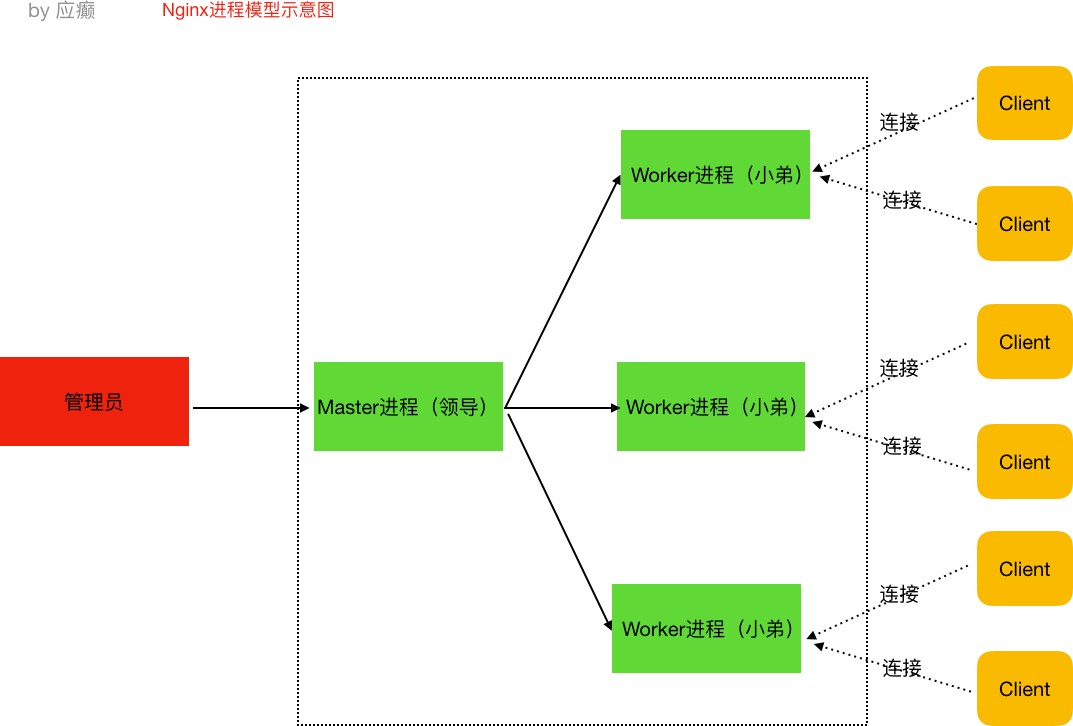 by 应癫
Nginx进程模型示意图
Client
连接
Worker进程（小弟）
连接
Client
Client
连接
管理员
Master进程（领导）
Worker进程（小弟）
连接
Client
Client
连接
Worker进程（小弟）
连接
Client